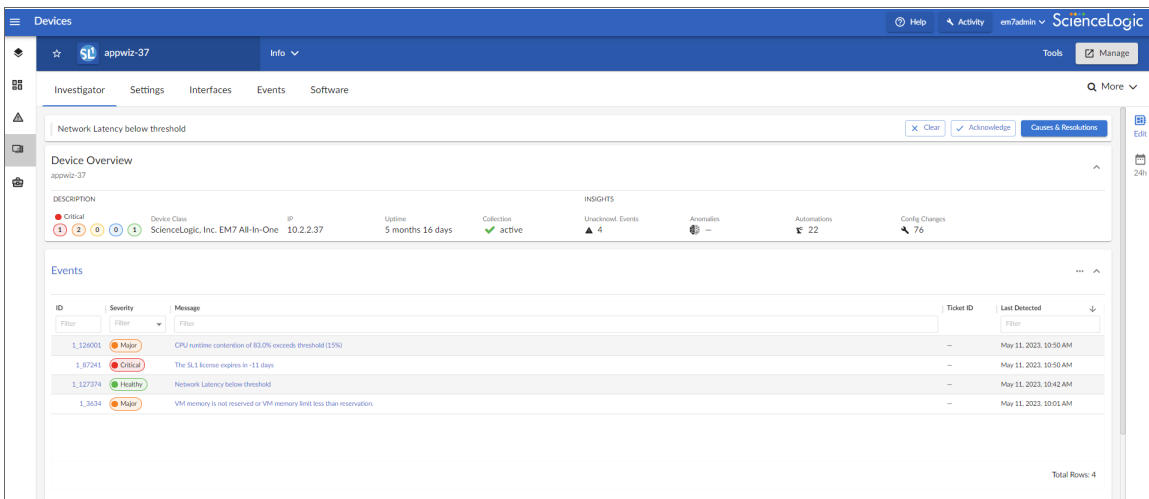 Devices
Help
Activity
em7admin
ScienceLogic
SL1 appwiz-37
Info
Tools
Manage
Investigator
Settings
Interfaces
Events
Software
More
Network Latency below threshold
Clear
Acknowledge
Causes & Resolutions
Edit
24h
Device Overview
appwiz-37
DESCRIPTION
INSIGHTS
Critical
1 2 0 0 1
Device Class
ScienceLogic, Inc. EM7 All-In-One
IP
10.2.2.37
Uptime
5 months 16 days
Collection
active
Unacknowl. Events
4
Anomalies
–
Automations
22
Config Changes
76
Events
ID Severity Message Ticket ID Last Detected
Filter Filter Filter Filter
1_126001 Major CPU runtime contention of 83.0% exceeds threshold (15%) — May 11, 2023, 10:50 AM
1_87241 Critical The SL1 license expires in -11 days — May 11, 2023, 10:50 AM
1_127374 Healthy Network Latency below threshold — May 11, 2023, 10:42 AM
1_3634 Major VM memory is not reserved or VM memory limit less than reservation. — May 11, 2023, 10:01 AM
Total Rows: 4